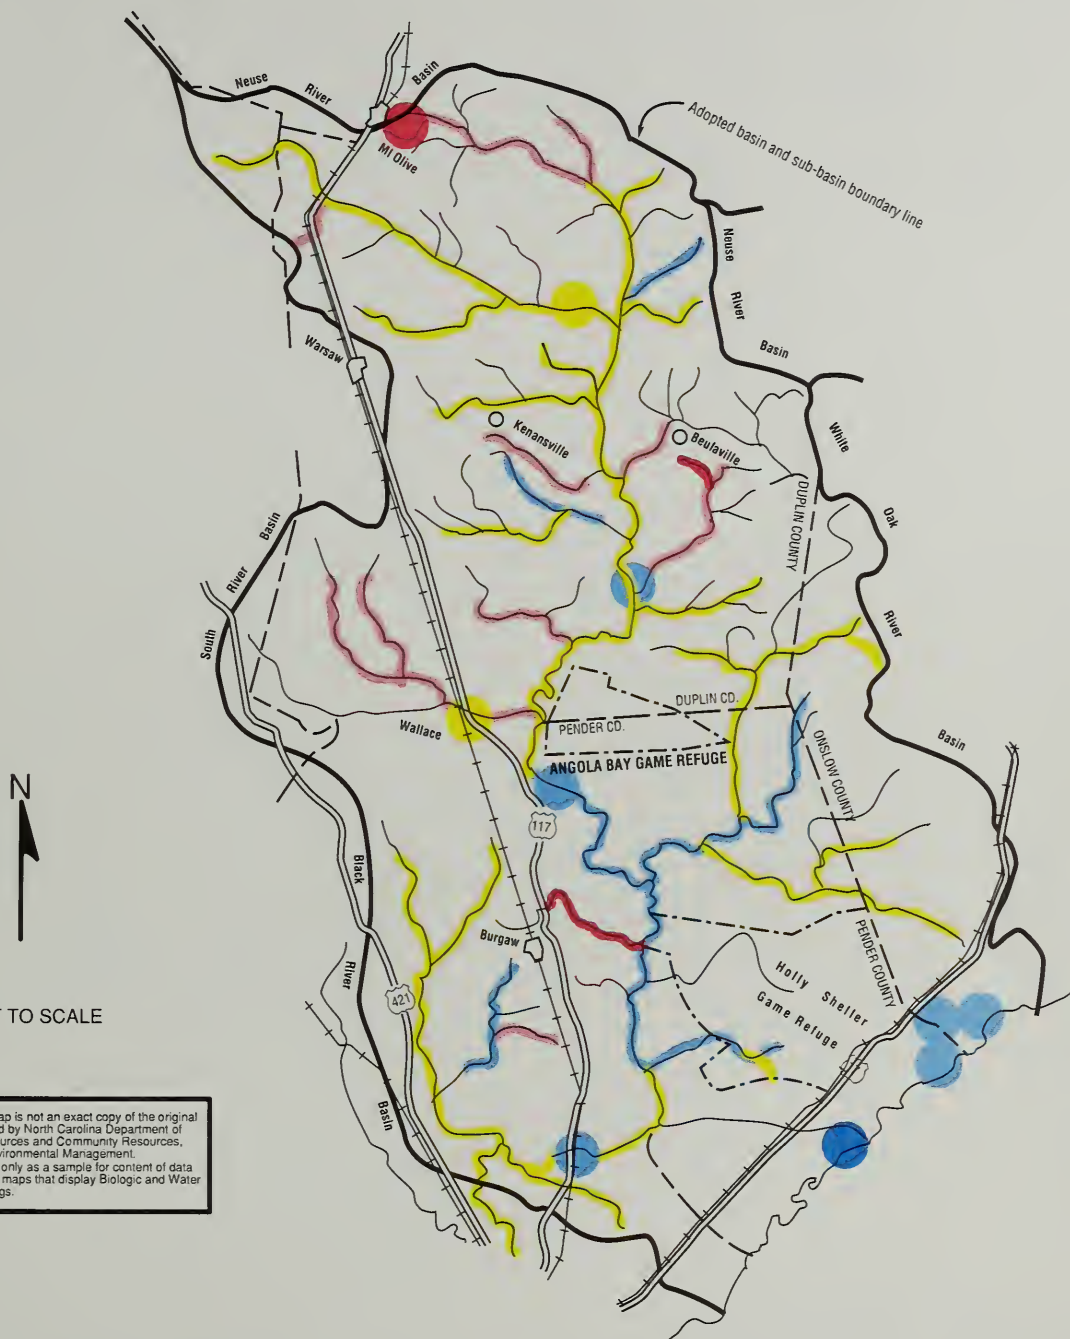 Neuse River Basin
Adopted basin and sub-basin boundary line
Mt Olive
Neuse River Basin
Warsaw
White Oak River Basin
Kenansville
Beulaville
DUPLIN COUNTY
South River Basin
DUPLIN CD.
PENDER CD.
ANGOLA BAY GAME REFUGE
Wallace
ONSLOW COUNTY
PENDER COUNTY
117
N
Black River Basin
Burgaw
421
Holly Shelter
Game Refuge
TO SCALE
ap is not an exact copy of the original
d by North Carolina Department of
urces and Community Resources,
vironmental Management.
only as a sample for content of data
maps that display Biologic and Water
gs.